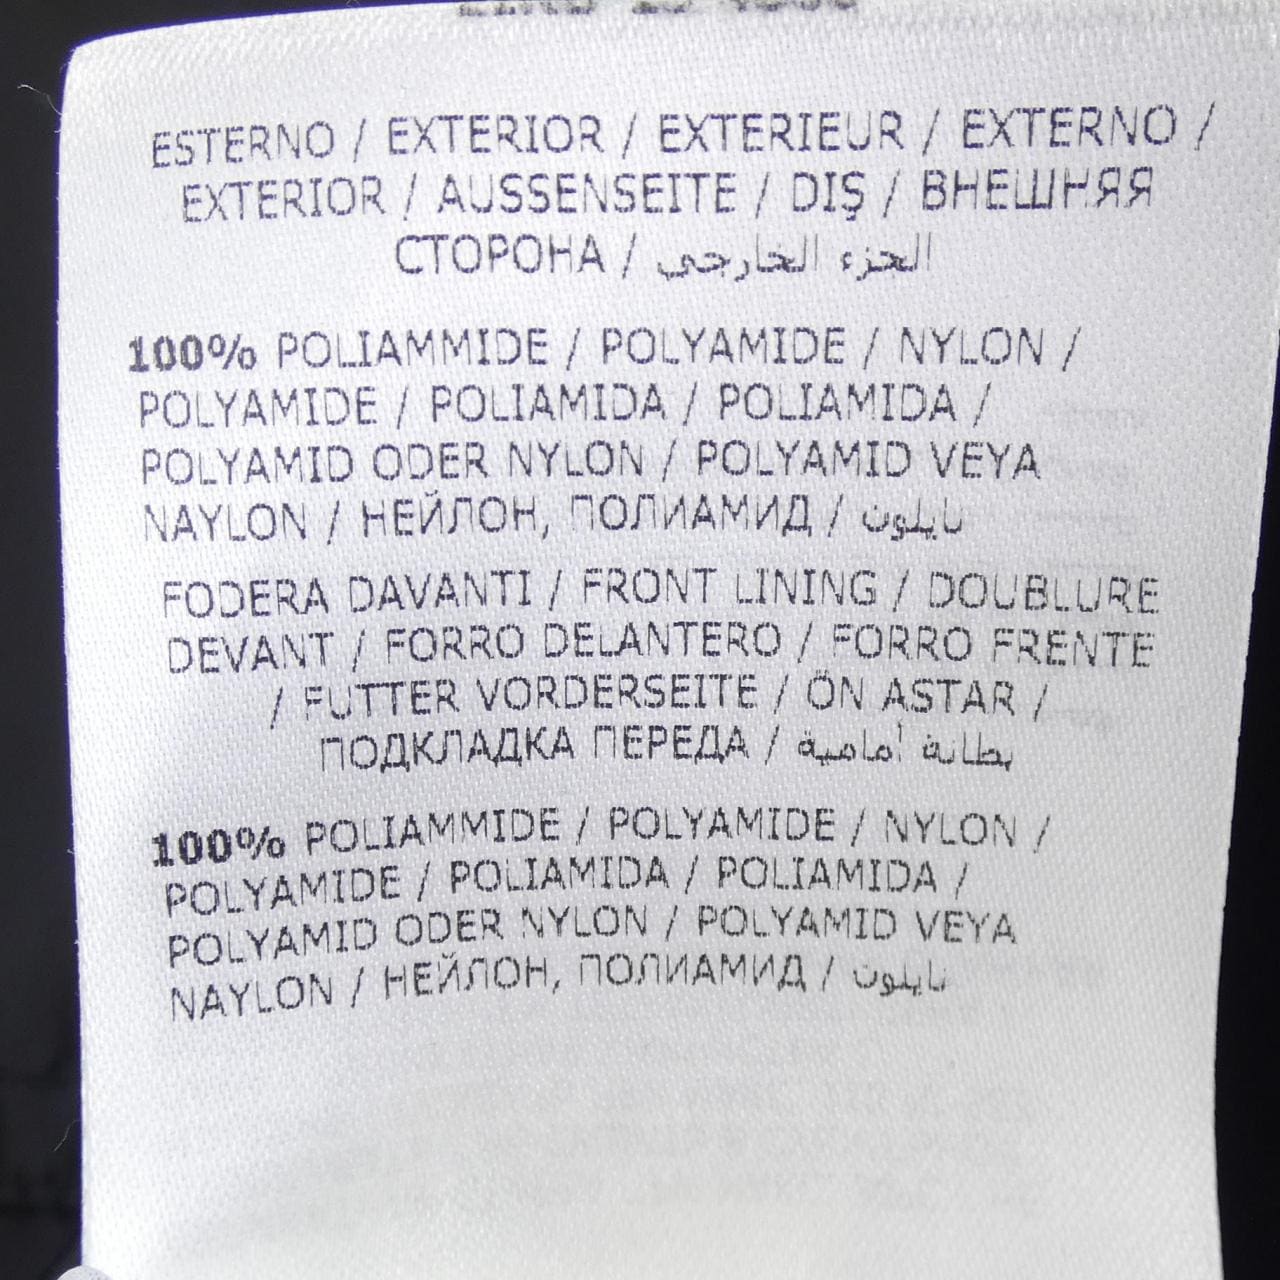 ESTERNO / EXTERIOR / EXTERIEUR / EXTERNO /
EXTERIOR / AUSSENSEITE / DIŞ / ВНЕШНЯЯ
СТОРОНА / الجزء الخارجي
100% POLIAMMIDE / POLYAMIDE / NYLON /
POLYAMIDE / POLIAMIDA / POLIAMIDA /
POLYAMID ODER NYLON / POLYAMID VEYA
NAYLON / НЕЙЛОН, ПОЛИАМИД / نايلون
FODERA DAVANTI / FRONT LINING / DOUBLURE
DEVANT / FORRO DELANTERO / FORRO FRENTE
/ FUTTER VORDERSEITE / ÖN ASTAR /
ПОДКЛАДКА ПЕРЕДА / بطانة أمامية
100% POLIAMMIDE / POLYAMIDE / NYLON /
POLYAMIDE / POLIAMIDA / POLIAMIDA /
POLYAMID ODER NYLON / POLYAMID VEYA
NAYLON / НЕЙЛОН, ПОЛИАМИД / نايلون